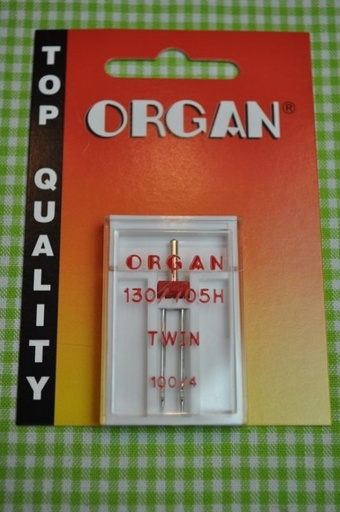 TOP QUALITY
ORGAN®
ORGAN
130/705H
TWIN
100/4